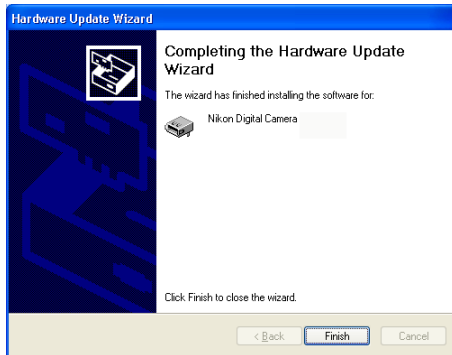 Hardware Update Wizard
Completing the Hardware Update
Wizard
The wizard has finished installing the software for:
Nikon Digital Camera
Click Finish to close the wizard.
< Back Finish Cancel